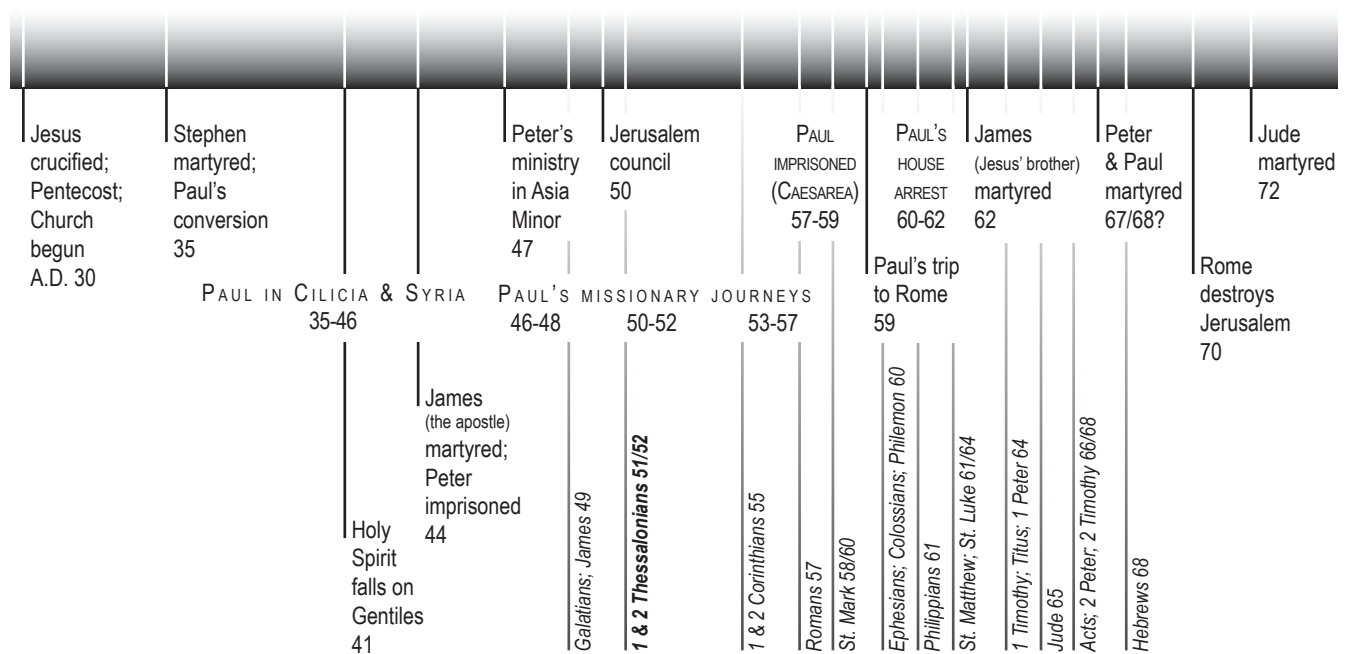 Jesus
crucified;
Pentecost;
Church
begun
A.D. 30
Stephen
martyred;
Paul's
conversion
35
Peter's
ministry
in Asia
Minor
47
Jerusalem
council
50
PAUL
IMPRISONED
(CAESAREA)
57-59
PAUL'S
HOUSE
ARREST
60-62
James
(Jesus' brother)
martyred
62
Peter
& Paul
martyred
67/68?
Jude
martyred
72
Paul's trip
to Rome
59
Rome
destroys
Jerusalem
70
PAUL IN CILICIA & SYRIA
35-46
PAUL'S MISSIONARY JOURNEYS
46-48
50-52
53-57
James
(the apostle)
martyred;
Peter
imprisoned
44
Holy
Spirit
falls on
Gentiles
41
Galatians; James 49
1 & 2 Thessalonians 51/52
1 & 2 Corinthians 55
Romans 57
St. Mark 58/60
Ephesians; Colossians; Philemon 60
Philippians 61
St. Matthew; St. Luke 61/64
1 Timothy; Titus; 1 Peter 64
Jude 65
Acts; 2 Peter; 2 Timothy 66/68
Hebrews 68